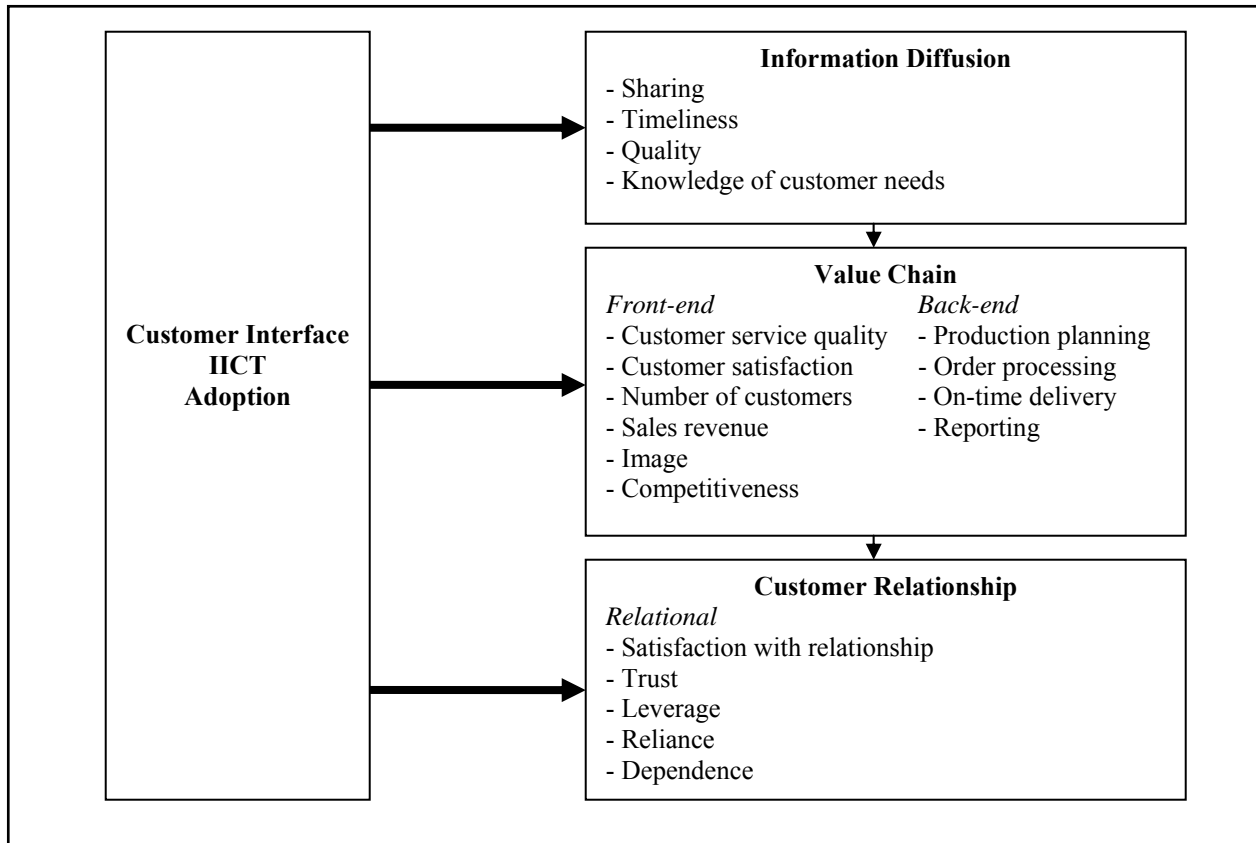 Customer Interface
IICT
Adoption
Information Diffusion
- Sharing
- Timeliness
- Quality
- Knowledge of customer needs
Value Chain
Front-end
- Customer service quality
- Customer satisfaction
- Number of customers
- Sales revenue
- Image
- Competitiveness
Back-end
- Production planning
- Order processing
- On-time delivery
- Reporting
Customer Relationship
Relational
- Satisfaction with relationship
- Trust
- Leverage
- Reliance
- Dependence